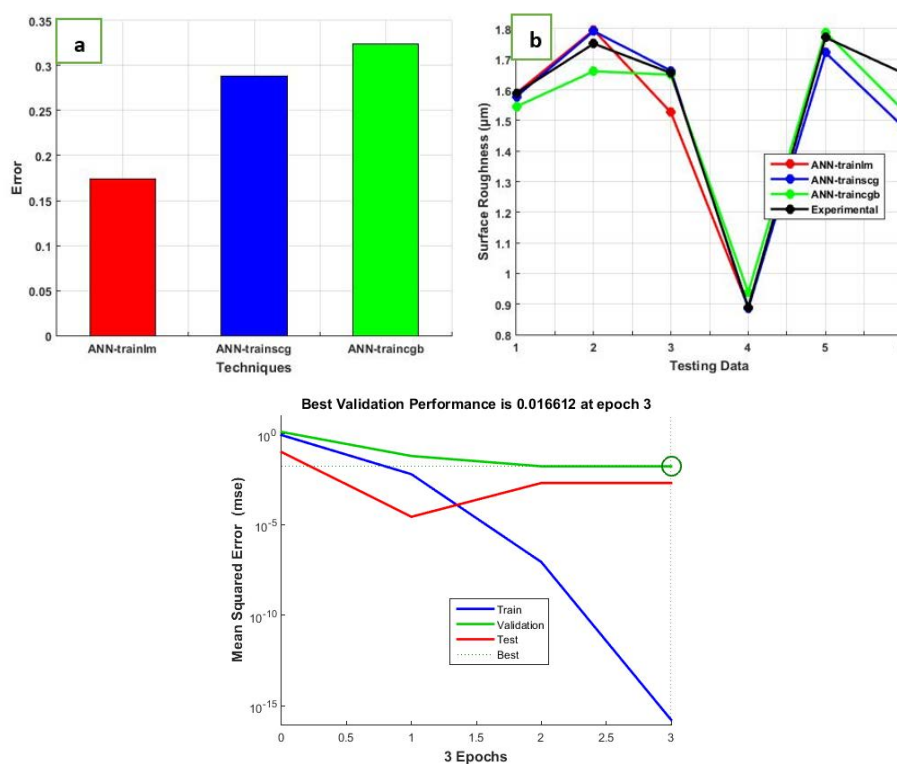 a
0.35
0.3
0.25
0.2
0.15
0.1
0.05
0
Error
ANN-trainlm ANN-trainscg ANN-traincgb
Techniques
b
1.8
1.7
1.6
1.5
1.4
1.3
1.2
1.1
1
0.9
0.8
Surface Roughness (µm)
ANN-trainlm
ANN-trainscg
ANN-traincgb
Experimental
1 2 3 4 5
Testing Data
Best Validation Performance is 0.016612 at epoch 3
10^0
10^-5
10^-10
10^-15
Mean Squared Error (mse)
Train
Validation
Test
Best
0 0.5 1 1.5 2 2.5 3
3 Epochs